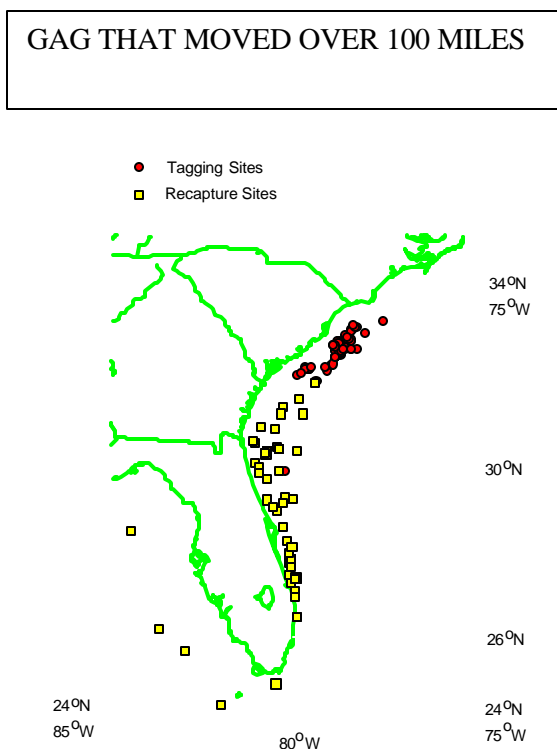 GAG THAT MOVED OVER 100 MILES
Tagging Sites
Recapture Sites
34°N
75°W
30°N
26°N
24°N
85°W
80°W
24°N
75°W